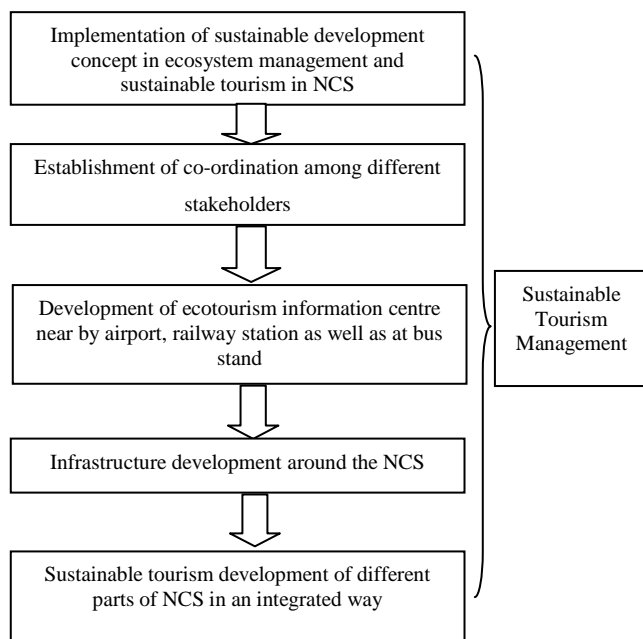 Implementation of sustainable development
concept in ecosystem management and
sustainable tourism in NCS
Establishment of co-ordination among different
stakeholders
Development of ecotourism information centre
near by airport, railway station as well as at bus
stand
Infrastructure development around the NCS
Sustainable tourism development of different
parts of NCS in an integrated way
Sustainable
Tourism
Management